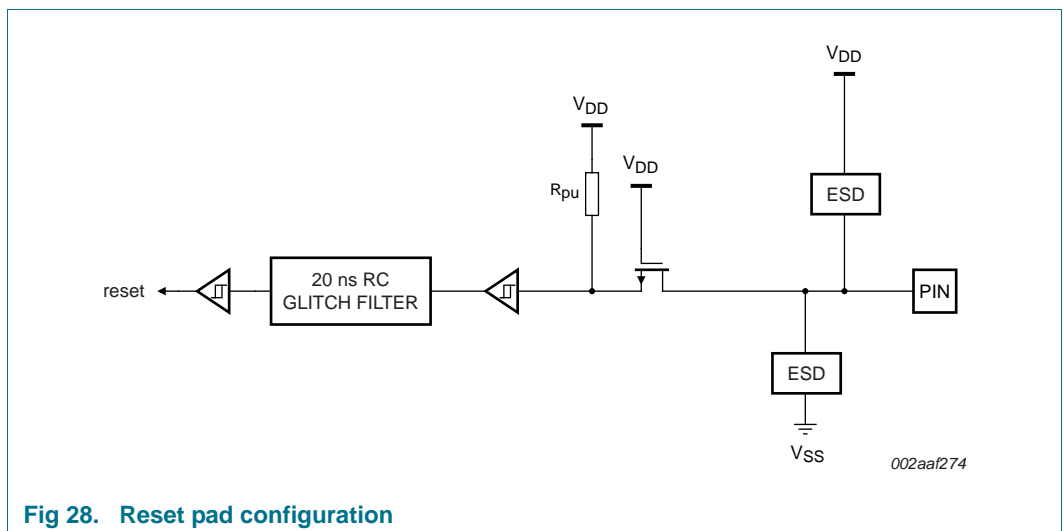 VDD
VDD
VDD
Rpu
ESD
reset
20 ns RC
GLITCH FILTER
PIN
ESD
VSS
002aaf274
Fig 28. Reset pad configuration